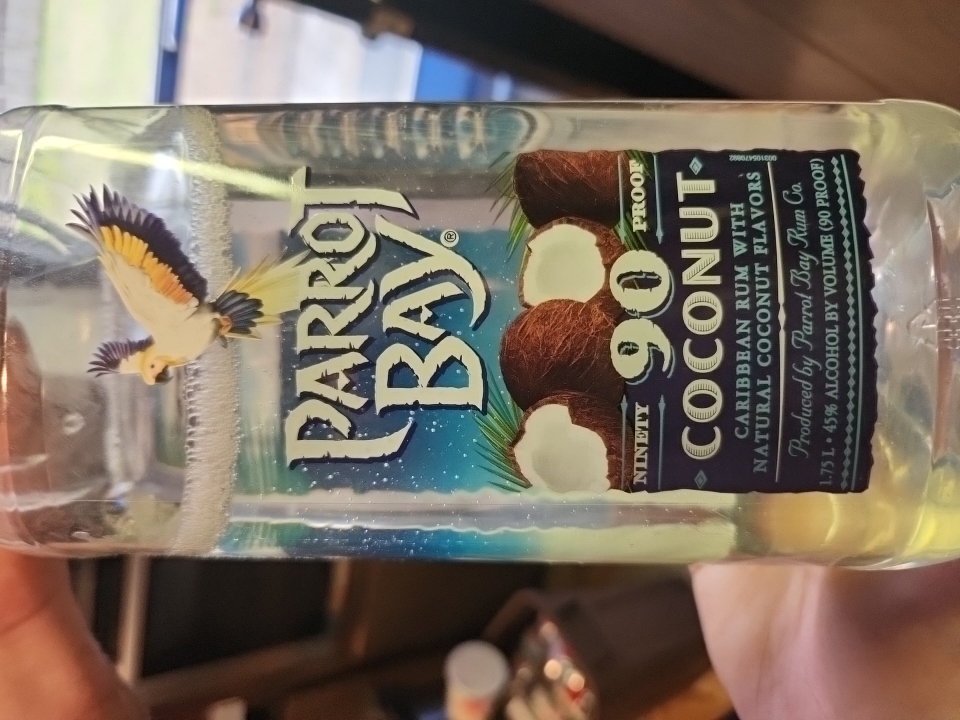 PARROT
BAY®
NINETY 90 PROOF
COCONUT
CARIBBEAN RUM WITH
NATURAL COCONUT FLAVORS
Produced by Parrot Bay Rum Co.
1.75 L • 45% ALCOHOL BY VOLUME (90 PROOF)